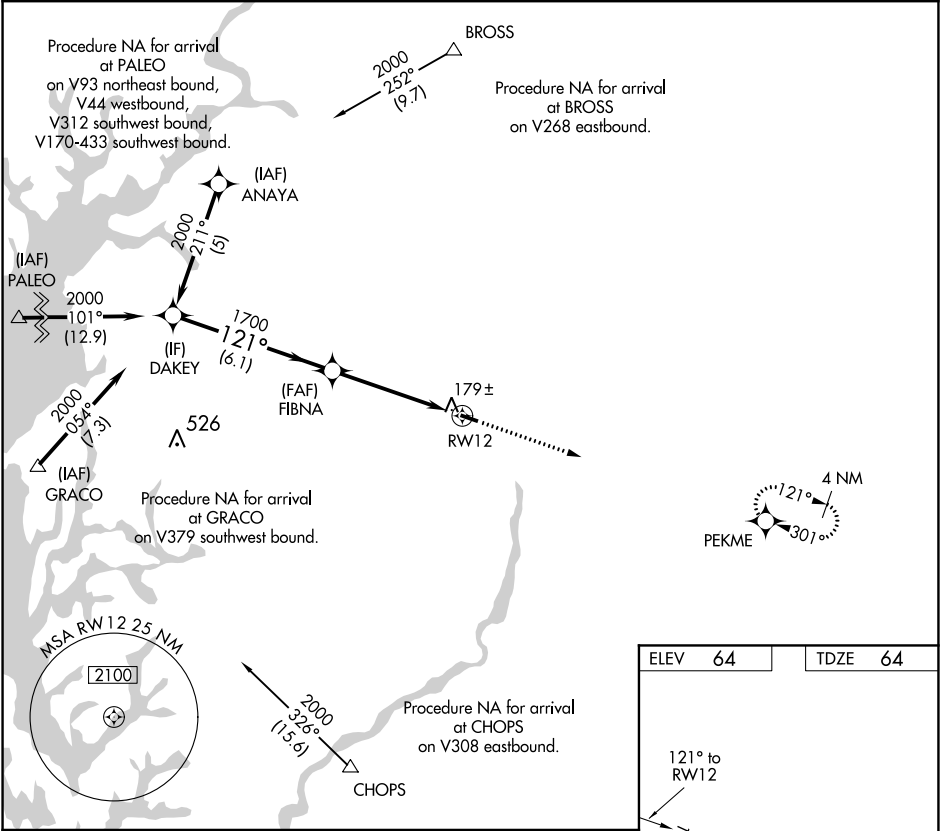 BROSS
2000
252°
(9.7)
Procedure NA for arrival
at PALEO
on V93 northeast bound,
V44 westbound,
V312 southwest bound,
V170-433 southwest bound.
Procedure NA for arrival
at BROSS
on V268 eastbound.
(IAF)
ANAYA
2000
211°
(5)
(IAF)
PALEO
2000
101°
(12.9)
(IF)
DAKEY
1700
121°
(6.1)
(FAF)
FIBNA
179±
RW12
2000
054°
(7.3)
(IAF)
GRACO
526
Procedure NA for arrival
at GRACO
on V379 southwest bound.
4 NM
121°
301°
PEKME
MSA RW12 25 NM
2100
2000
326°
(15.6)
CHOPS
Procedure NA for arrival
at CHOPS
on V308 eastbound.
ELEV 64
TDZE 64
121° to
RW12